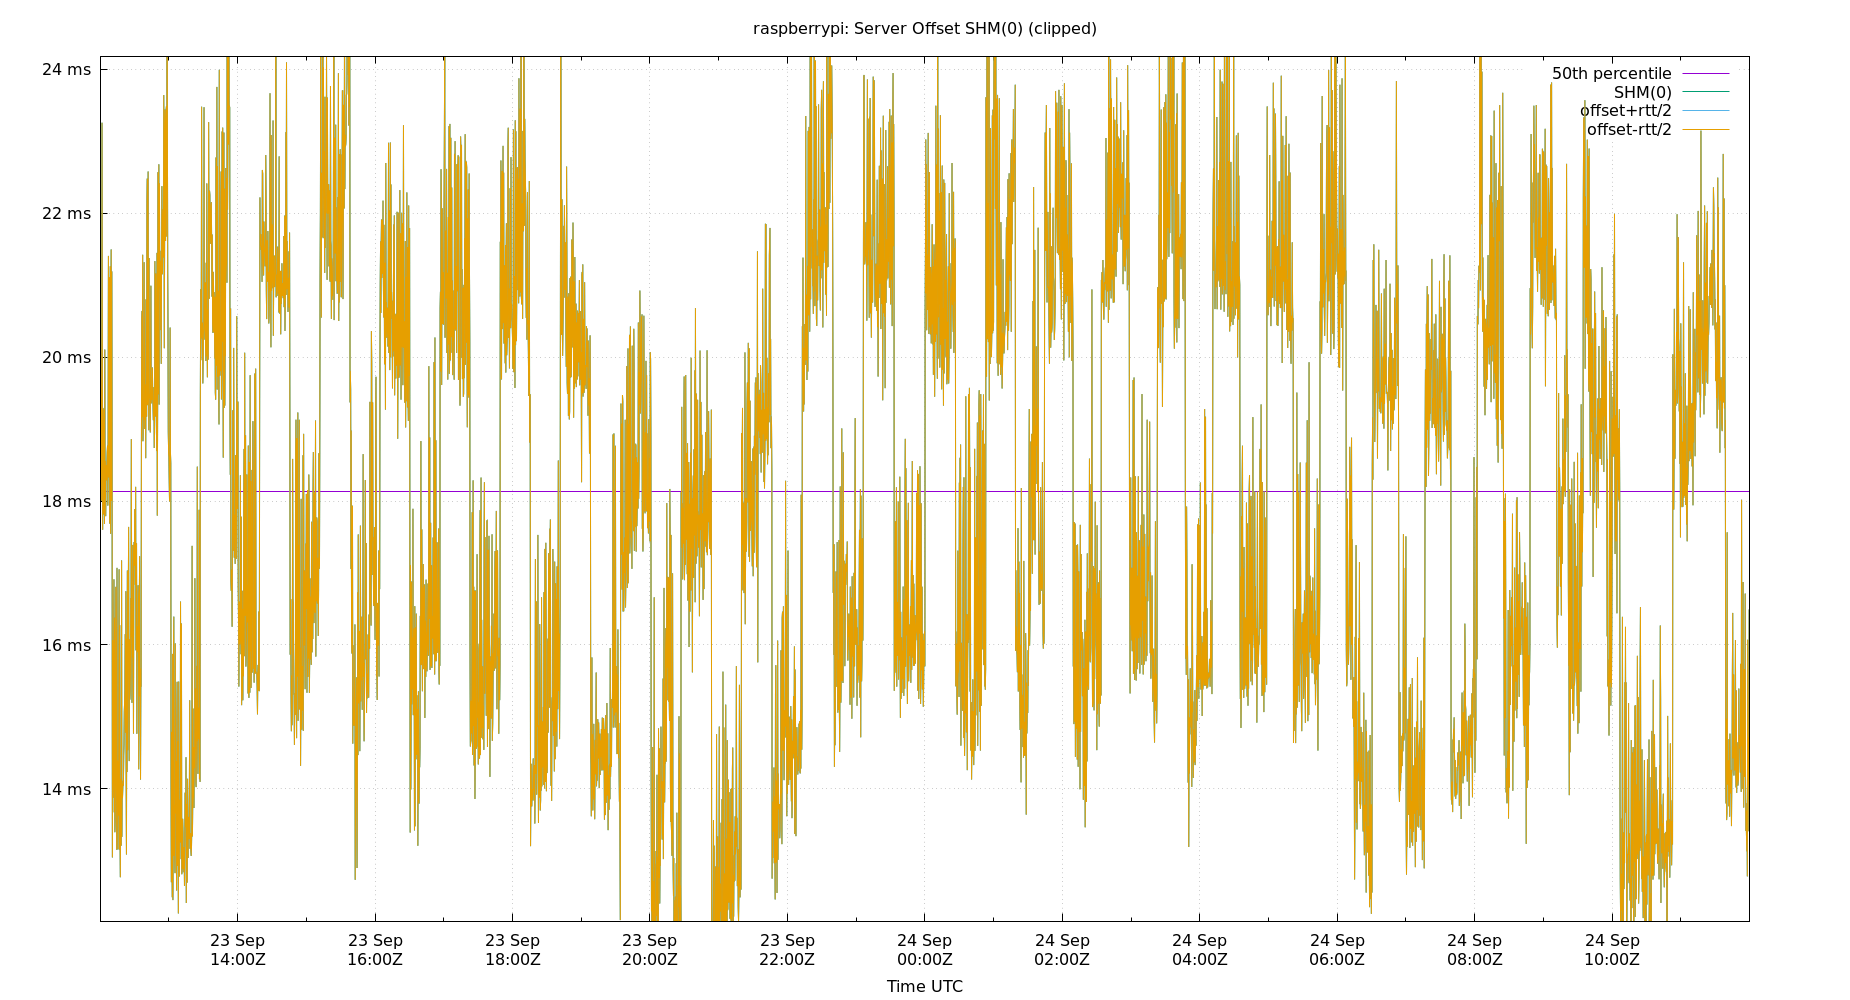 raspberrypi: Server Offset SHM(0) (clipped)
24 ms
22 ms
20 ms
18 ms
16 ms
14 ms
50th percentile
SHM(0)
offset+rtt/2
offset-rtt/2
23 Sep
14:00Z
23 Sep
16:00Z
23 Sep
18:00Z
23 Sep
20:00Z
23 Sep
22:00Z
24 Sep
00:00Z
24 Sep
02:00Z
24 Sep
04:00Z
24 Sep
06:00Z
24 Sep
08:00Z
24 Sep
10:00Z
Time UTC